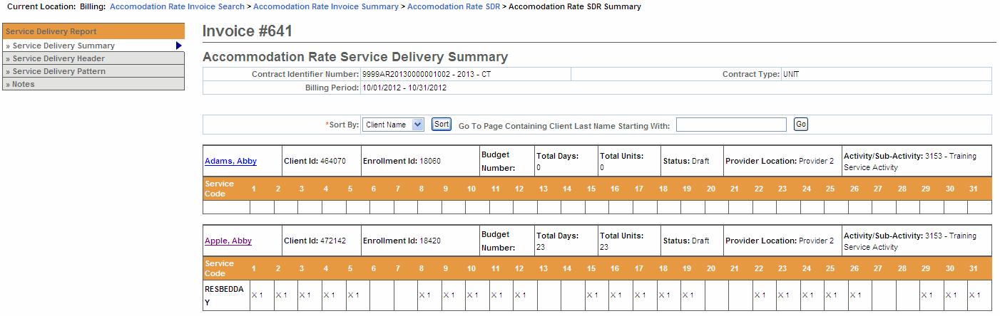 Current Location: Billing: Accomodation Rate Invoice Search > Accomodation Rate Invoice Summary > Accomodation Rate SDR > Accomodation Rate SDR Summary
Service Delivery Report
» Service Delivery Summary
» Service Delivery Header
» Service Delivery Pattern
» Notes
Invoice #641
Accommodation Rate Service Delivery Summary
Contract Identifier Number: 9999AR20130000001002 - 2013 - CT Contract Type: UNIT
Billing Period: 10/01/2012 - 10/31/2012
*Sort By: Client Name Sort Go To Page Containing Client Last Name Starting With: Go
Adams, Abby Client Id: 464070 Enrollment Id: 18060 Budget Number: Total Days: 0 Total Units: 0 Status: Draft Provider Location: Provider 2 Activity/Sub-Activity: 3153 - Training Service Activity
Service Code 1 2 3 4 5 6 7 8 9 10 11 12 13 14 15 16 17 18 19 20 21 22 23 24 25 26 27 28 29 30 31
Apple, Abby Client Id: 472142 Enrollment Id: 18420 Budget Number: Total Days: 23 Total Units: 23 Status: Draft Provider Location: Provider 2 Activity/Sub-Activity: 3153 - Training Service Activity
Service Code 1 2 3 4 5 6 7 8 9 10 11 12 13 14 15 16 17 18 19 20 21 22 23 24 25 26 27 28 29 30 31
RESBEDDA
Y X 1 X 1 X 1 X 1 X 1 X 1 X 1 X 1 X 1 X 1 X 1 X 1 X 1 X 1 X 1 X 1 X 1 X 1 X 1 X 1 X 1 X 1 X 1